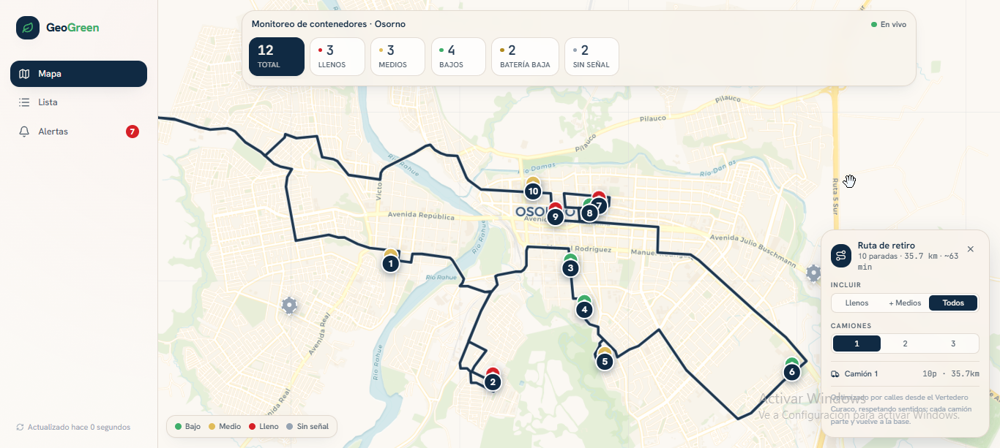 GeoGreen
Mapa
Lista
Alertas
7
Actualizado hace 0 segundos
Monitoreo de contenedores · Osorno
En vivo
12
TOTAL
3
LLENOS
3
MEDIOS
4
BAJOS
2
BATERÍA BAJA
2
SIN SEÑAL
Pilauco
Pilauco
Pilauco
Río Rahue
Río Damas
Río Damas
Ruta 5 Sur
Victo
Avenida República
Río Rahue
Río Rahue
Río Rahue
Avenida Real
nida Real
Avenida Julio Buschmann
Manuel Rodríguez
Rodríguez
OSO
Aveni
10
9
8
7
1
3
4
5
6
2
Bajo
Medio
Lleno
Sin señal
Ruta de retiro
10 paradas · 35.7 km · ~63
min
INCLUIR
Llenos
+ Medios
Todos
CAMIONES
1
2
3
Camión 1
10p · 35.7km
Optimizado por calles desde el Vertedero
Curaco, respetando sentidos; cada camión
parte y vuelve a la base.
Activar Windows
Ve a Configuración para activar Windows.